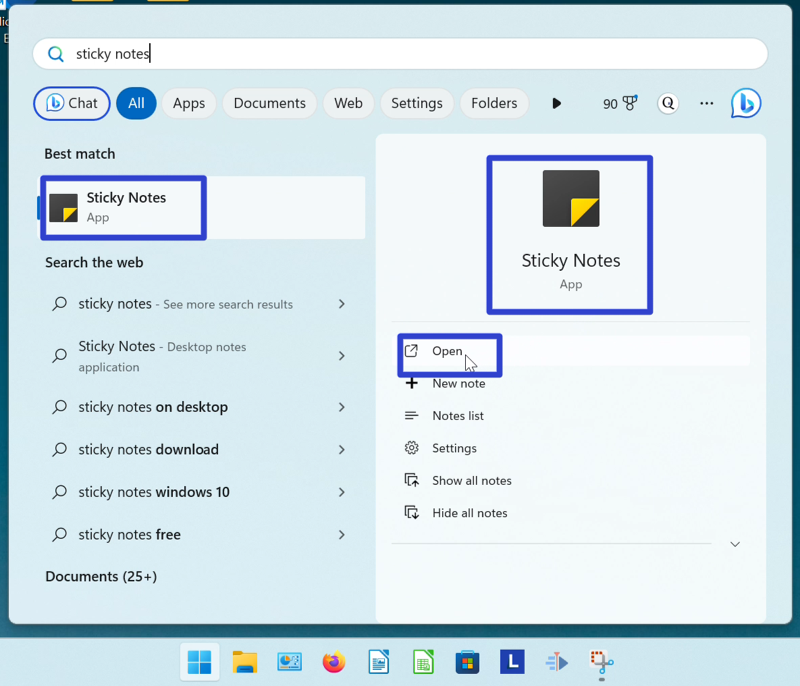 sticky notes
Chat All Apps Documents Web Settings Folders 90 Q
Best match
Sticky Notes
App
Search the web
sticky notes - See more search results
Sticky Notes - Desktop notes
application
sticky notes on desktop
sticky notes download
sticky notes windows 10
sticky notes free
Documents (25+)
Sticky Notes
App
Open
New note
Notes list
Settings
Show all notes
Hide all notes
L